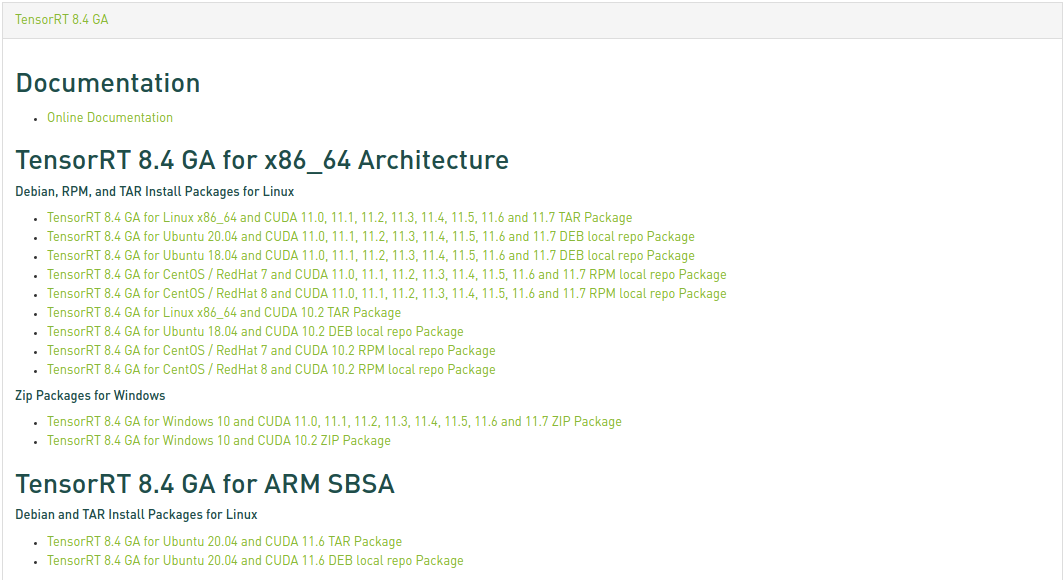 TensorRT 8.4 GA
Documentation
Online Documentation
TensorRT 8.4 GA for x86_64 Architecture
Debian, RPM, and TAR Install Packages for Linux
TensorRT 8.4 GA for Linux x86_64 and CUDA 11.0, 11.1, 11.2, 11.3, 11.4, 11.5, 11.6 and 11.7 TAR Package
TensorRT 8.4 GA for Ubuntu 20.04 and CUDA 11.0, 11.1, 11.2, 11.3, 11.4, 11.5, 11.6 and 11.7 DEB local repo Package
TensorRT 8.4 GA for Ubuntu 18.04 and CUDA 11.0, 11.1, 11.2, 11.3, 11.4, 11.5, 11.6 and 11.7 DEB local repo Package
TensorRT 8.4 GA for CentOS / RedHat 7 and CUDA 11.0, 11.1, 11.2, 11.3, 11.4, 11.5, 11.6 and 11.7 RPM local repo Package
TensorRT 8.4 GA for CentOS / RedHat 8 and CUDA 11.0, 11.1, 11.2, 11.3, 11.4, 11.5, 11.6 and 11.7 RPM local repo Package
TensorRT 8.4 GA for Linux x86_64 and CUDA 10.2 TAR Package
TensorRT 8.4 GA for Ubuntu 18.04 and CUDA 10.2 DEB local repo Package
TensorRT 8.4 GA for CentOS / RedHat 7 and CUDA 10.2 RPM local repo Package
TensorRT 8.4 GA for CentOS / RedHat 8 and CUDA 10.2 RPM local repo Package
Zip Packages for Windows
TensorRT 8.4 GA for Windows 10 and CUDA 11.0, 11.1, 11.2, 11.3, 11.4, 11.5, 11.6 and 11.7 ZIP Package
TensorRT 8.4 GA for Windows 10 and CUDA 10.2 ZIP Package
TensorRT 8.4 GA for ARM SBSA
Debian and TAR Install Packages for Linux
TensorRT 8.4 GA for Ubuntu 20.04 and CUDA 11.6 TAR Package
TensorRT 8.4 GA for Ubuntu 20.04 and CUDA 11.6 DEB local repo Package